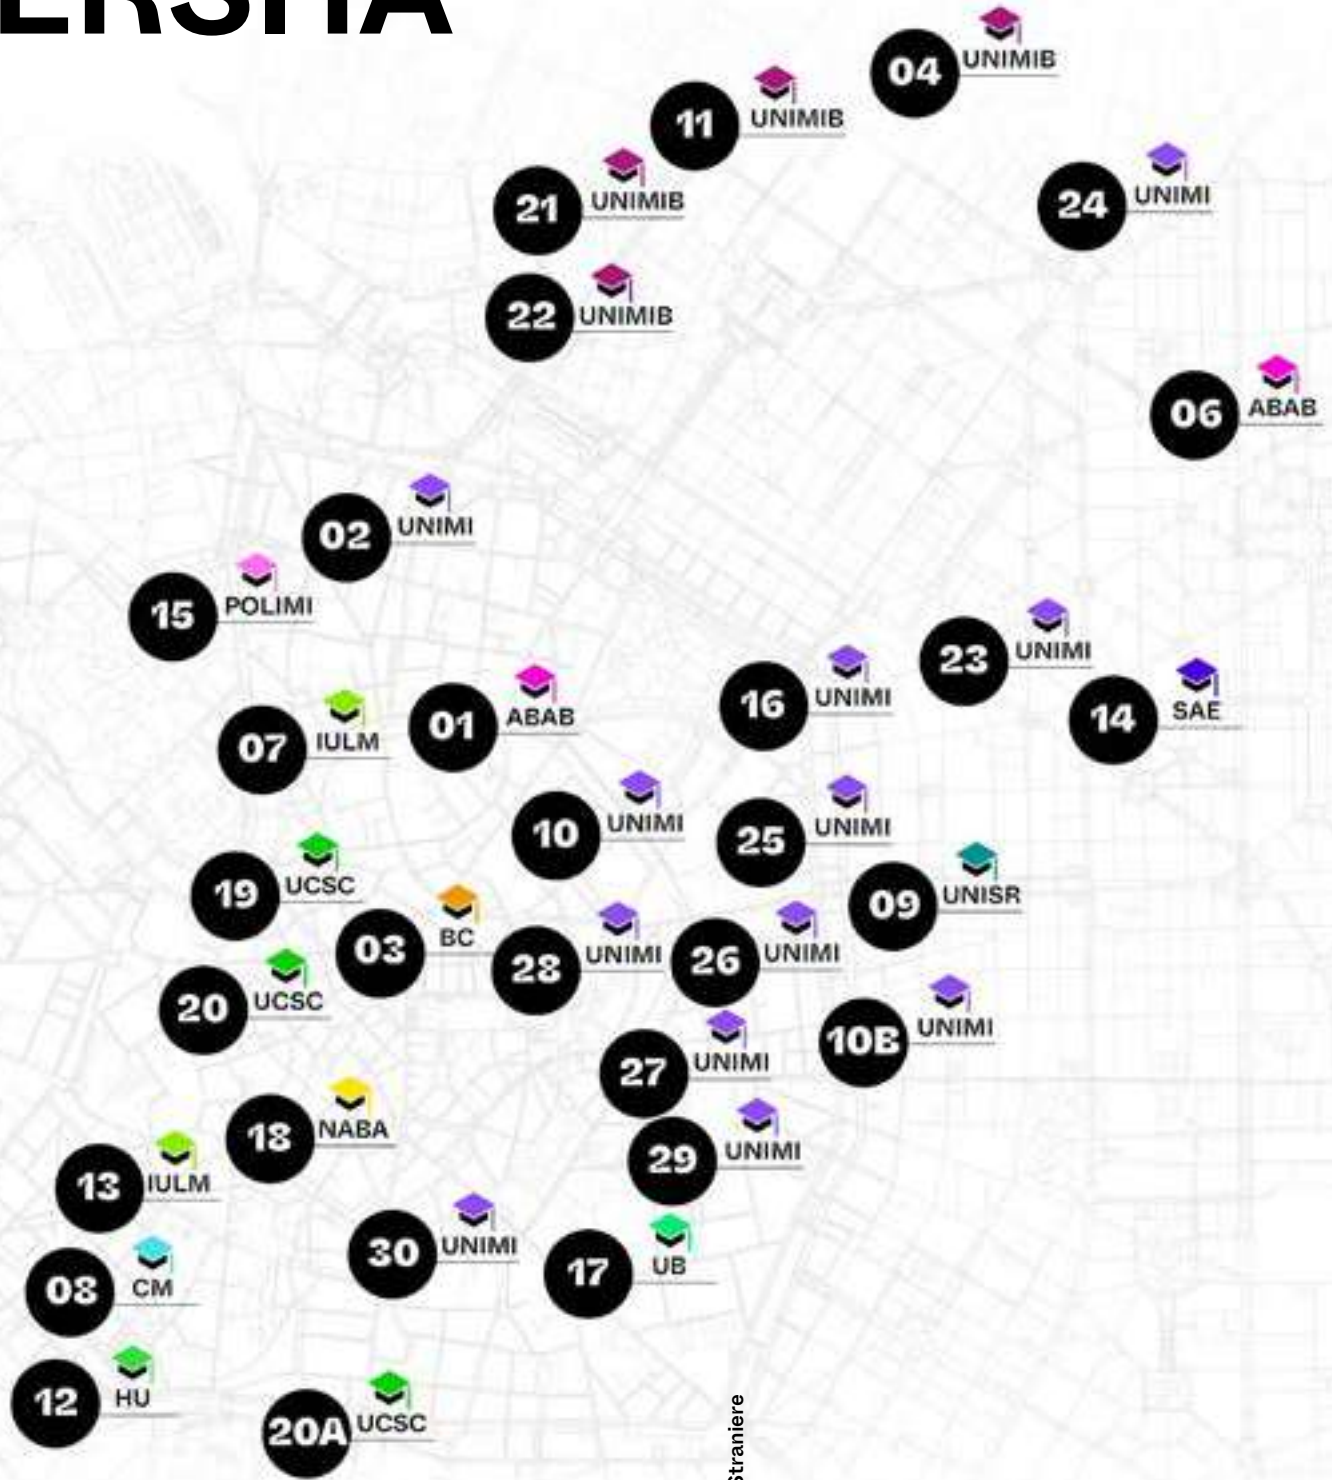 04 UNIMIB
11 UNIMIB
21 UNIMIB
24 UNIMI
22 UNIMIB
06 ABAB
02 UNIMI
15 POLIMI
23 UNIMI
16 UNIMI
14 SAE
01 ABAB
07 IULM
10 UNIMI
25 UNIMI
19 UCSC
09 UNISR
03 BC
28 UNIMI
26 UNIMI
20 UCSC
10B UNIMI
27 UNIMI
18 NABA
29 UNIMI
13 IULM
30 UNIMI
17 UB
08 CM
12 HU
20A UCSC
Straniere